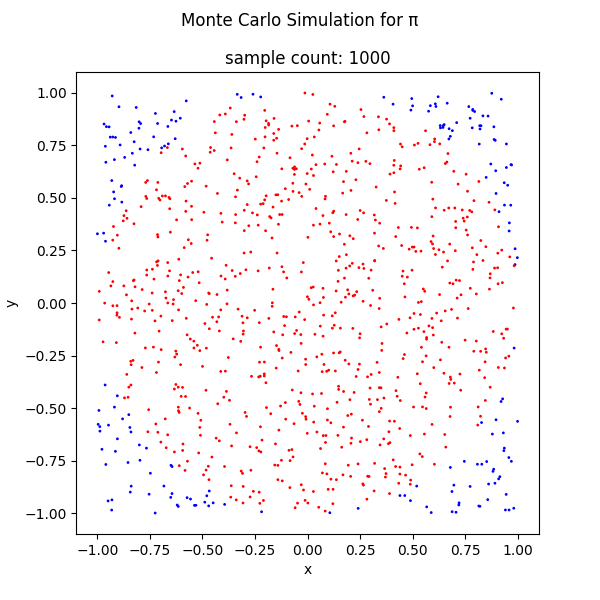 Monte Carlo Simulation for π
sample count: 1000
1.00
0.75
0.50
0.25
0.00
−0.25
−0.50
−0.75
−1.00
y
−1.00 −0.75 −0.50 −0.25 0.00 0.25 0.50 0.75 1.00
x